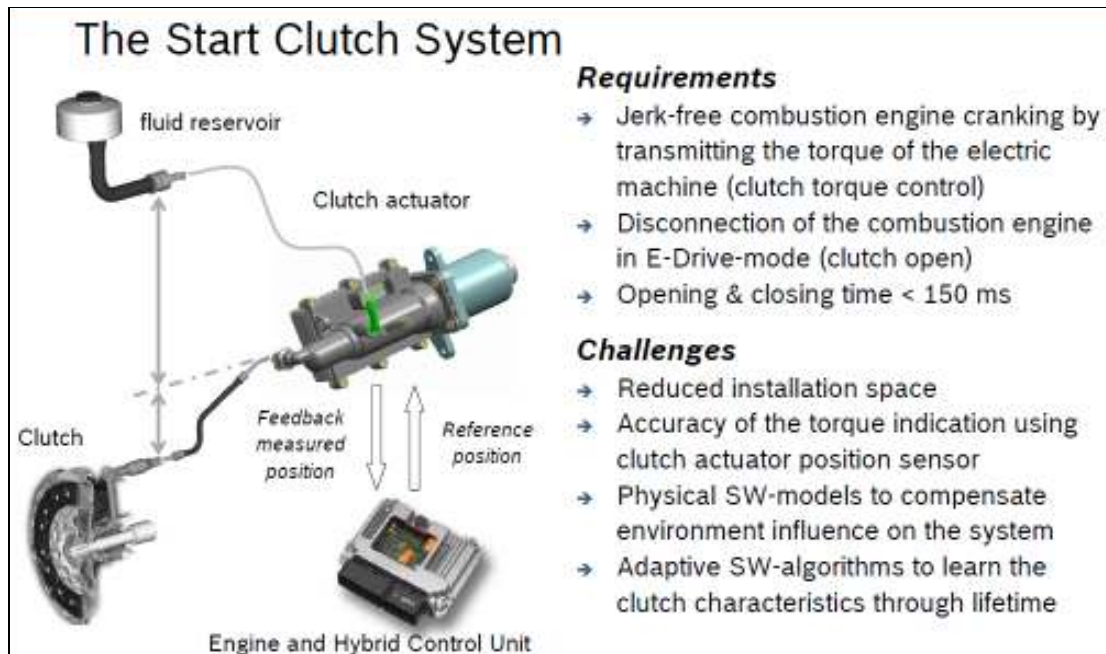 The Start Clutch System
fluid reservoir
Clutch actuator
Clutch
Feedback
measured
position
Reference
position
Engine and Hybrid Control Unit
Requirements
→ Jerk-free combustion engine cranking by
transmitting the torque of the electric
machine (clutch torque control)
→ Disconnection of the combustion engine
in E-Drive-mode (clutch open)
→ Opening & closing time < 150 ms
Challenges
→ Reduced installation space
→ Accuracy of the torque indication using
clutch actuator position sensor
→ Physical SW-models to compensate
environment influence on the system
→ Adaptive SW-algorithms to learn the
clutch characteristics through lifetime